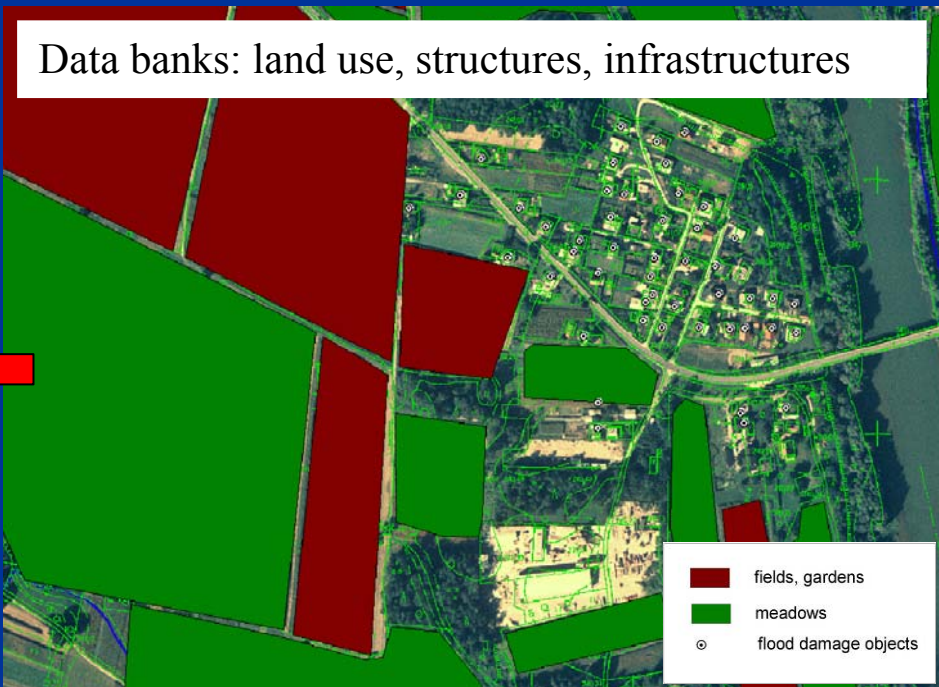 Data banks: land use, structures, infrastructures
fields, gardens
meadows
flood damage objects